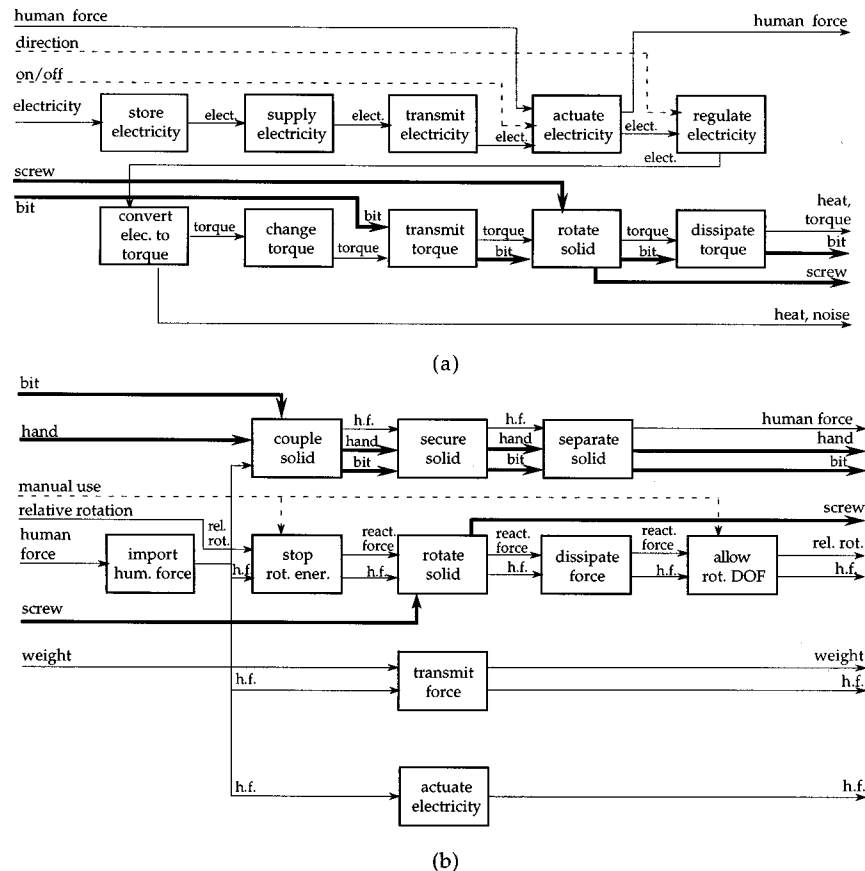 human force
human force
direction
on/off
electricity
store
electricity
elect.
supply
electricity
elect.
transmit
electricity
elect.
actuate
electricity
elect.
regulate
electricity
elect.
screw
bit
convert
elec. to
torque
torque
change
torque
torque
bit
transmit
torque
torque
bit
rotate
solid
torque
bit
dissipate
torque
heat,
torque
bit
screw
heat, noise
(a)
bit
hand
couple
solid
h.f.
hand
bit
secure
solid
h.f.
hand
bit
separate
solid
human force
hand
bit
manual use
relative rotation
human
force
import
hum. force
rel.
rot.
h.f.
stop
rot. ener.
react.
force
h.f.
rotate
solid
screw
react.
force
h.f.
dissipate
force
react.
force
h.f.
allow
rot. DOF
rel. rot.
h.f.
screw
weight
h.f.
transmit
force
weight
h.f.
h.f.
actuate
electricity
h.f.
(b)